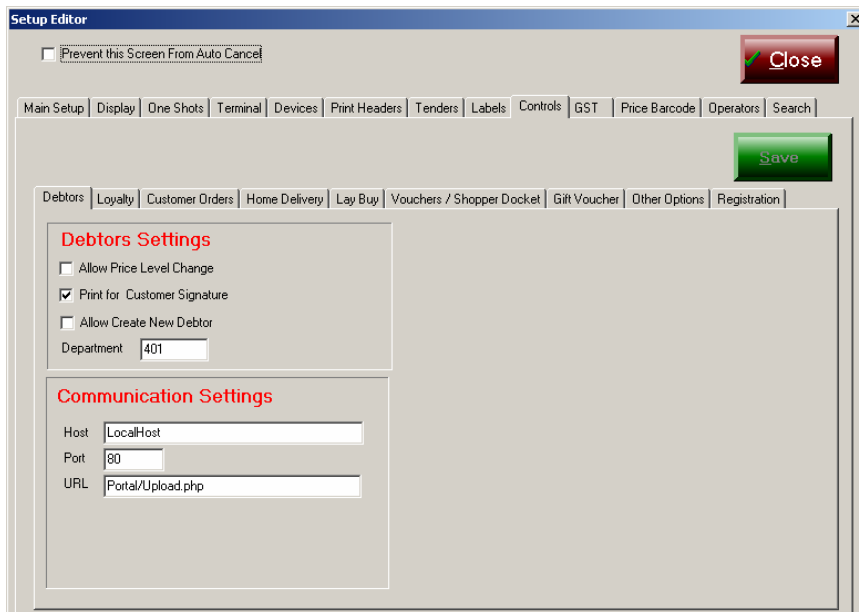 Setup Editor
Prevent this Screen From Auto Cancel
Close
Main Setup Display One Shots Terminal Devices Print Headers Tenders Labels Controls GST Price Barcode Operators Search
Save
Debtors Loyalty Customer Orders Home Delivery Lay Buy Vouchers / Shopper Docket Gift Voucher Other Options Registration
Debtors Settings
Allow Price Level Change
Print for Customer Signature
Allow Create New Debtor
Department 401
Communication Settings
Host LocalHost
Port 80
URL Portal/Upload.php